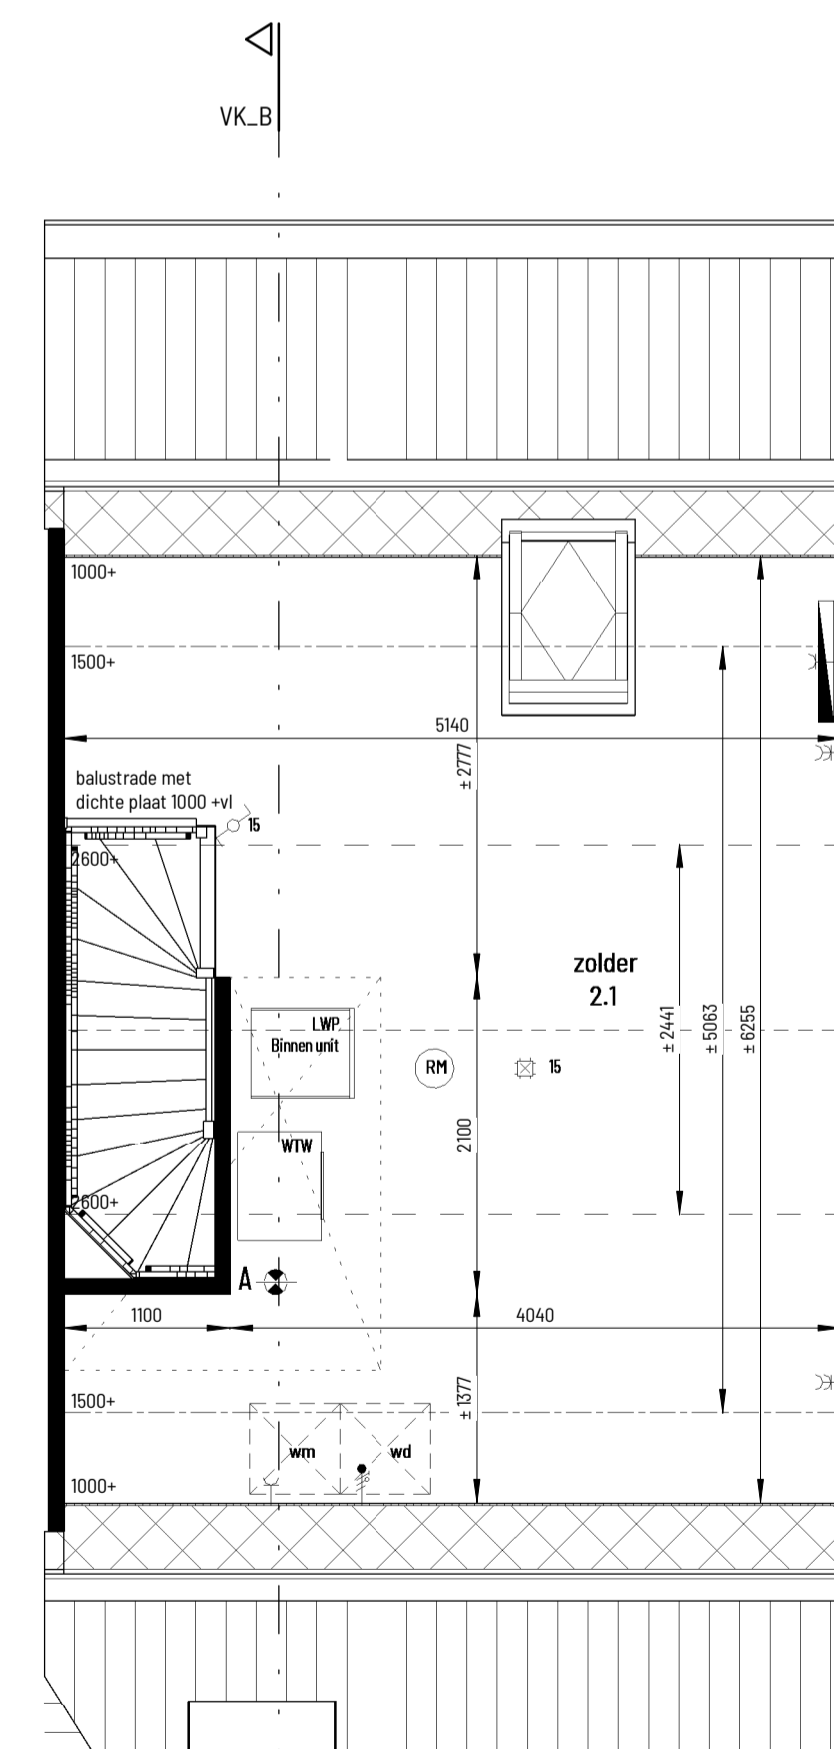 VK_B
1000+
1500+
5140
± 2777
balustrade met
dichte plaat 1000 +vl
15
2600+
zolder
2.1
LWP
Binnen unit
± 2441
± 5063
± 6255
RM
15
2100
WTW
2600+
A
1100
4040
1500+
± 1377
wm
wd
1000+